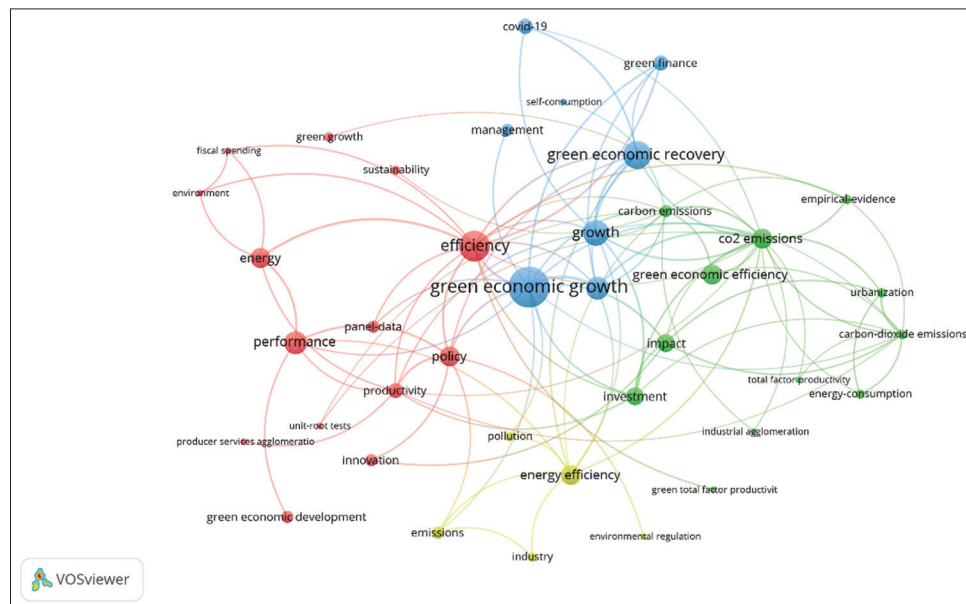 covid-19
green finance
self-consumption
management
green growth
fiscal spending
green economic recovery
sustainability
environment
empirical-evidence
carbon emissions
growth
co2 emissions
efficiency
energy
green economic efficiency
green economic growth
urbanization
panel-data
carbon-dioxide emissions
performance
impact
policy
total factor productivity
productivity
energy-consumption
investment
unit-root tests
industrial agglomeration
pollution
producer services agglomeratio
innovation
energy efficiency
green total factor productivit
green economic development
emissions
environmental regulation
industry
VOSviewer